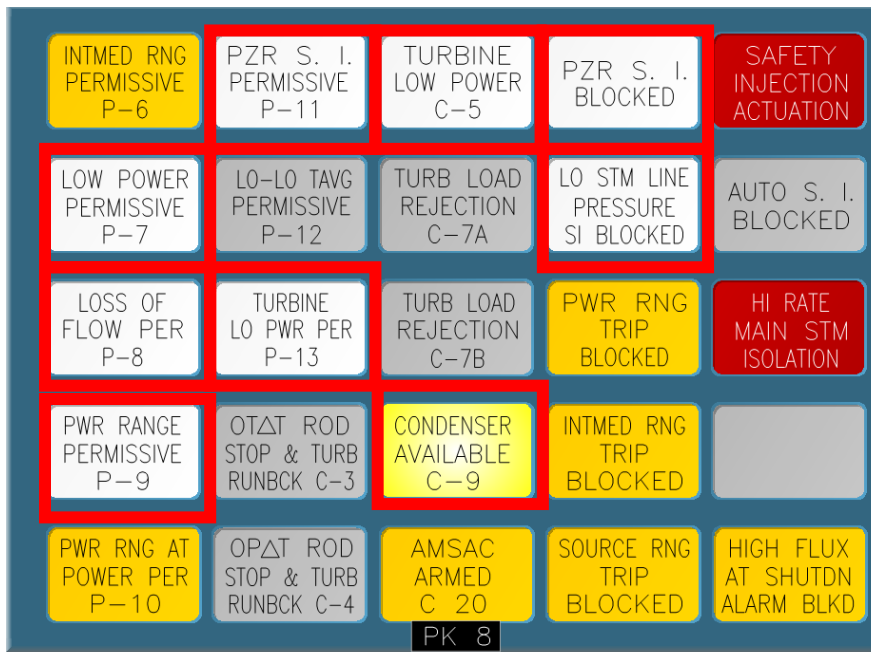 INTMED RNG
PERMISSIVE
P-6
PZR S. I.
PERMISSIVE
P-11
TURBINE
LOW POWER
C-5
PZR S. I.
BLOCKED
SAFETY
INJECTION
ACTUATION
LOW POWER
PERMISSIVE
P-7
LO-LO TAVG
PERMISSIVE
P-12
TURB LOAD
REJECTION
C-7A
LO STM LINE
PRESSURE
SI BLOCKED
AUTO S. I.
BLOCKED
LOSS OF
FLOW PER
P-8
TURBINE
LO PWR PER
P-13
TURB LOAD
REJECTION
C-7B
PWR RNG
TRIP
BLOCKED
HI RATE
MAIN STM
ISOLATION
PWR RANGE
PERMISSIVE
P-9
OT△T ROD
STOP & TURB
RUNBCK C-3
CONDENSER
AVAILABLE
C-9
INTMED RNG
TRIP
BLOCKED
PWR RNG AT
POWER PER
P-10
OP△T ROD
STOP & TURB
RUNBCK C-4
AMSAC
ARMED
C 20
SOURCE RNG
TRIP
BLOCKED
HIGH FLUX
AT SHUTDN
ALARM BLKD
PK 8